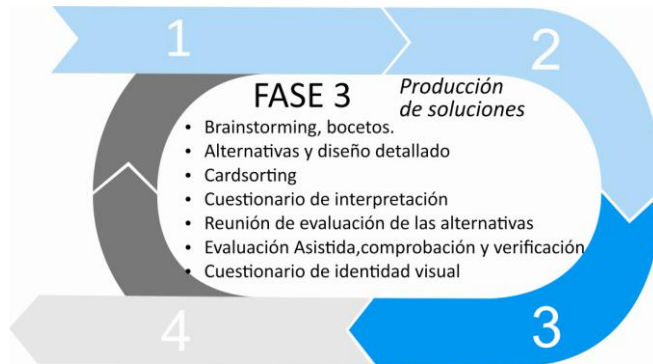 1
2
FASE 3
Producción
de soluciones
• Brainstorming, bocetos.
• Alternativas y diseño detallado
• Cardsorting
• Cuestionario de interpretación
• Reunión de evaluación de las alternativas
• Evaluación Asistida,comprobación y verificación
• Cuestionario de identidad visual
4
3